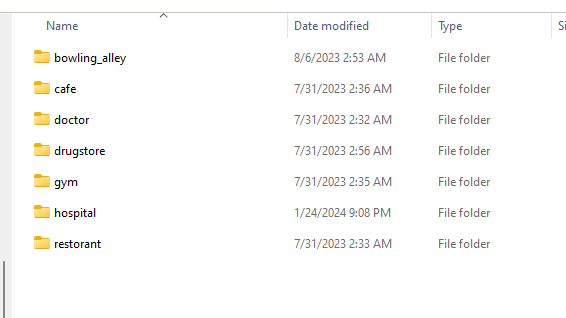 Name Date modified Type Si
bowling_alley 8/6/2023 2:53 AM File folder
cafe 7/31/2023 2:36 AM File folder
doctor 7/31/2023 2:32 AM File folder
drugstore 7/31/2023 2:56 AM File folder
gym 7/31/2023 2:35 AM File folder
hospital 1/24/2024 9:08 PM File folder
restorant 7/31/2023 2:33 AM File folder